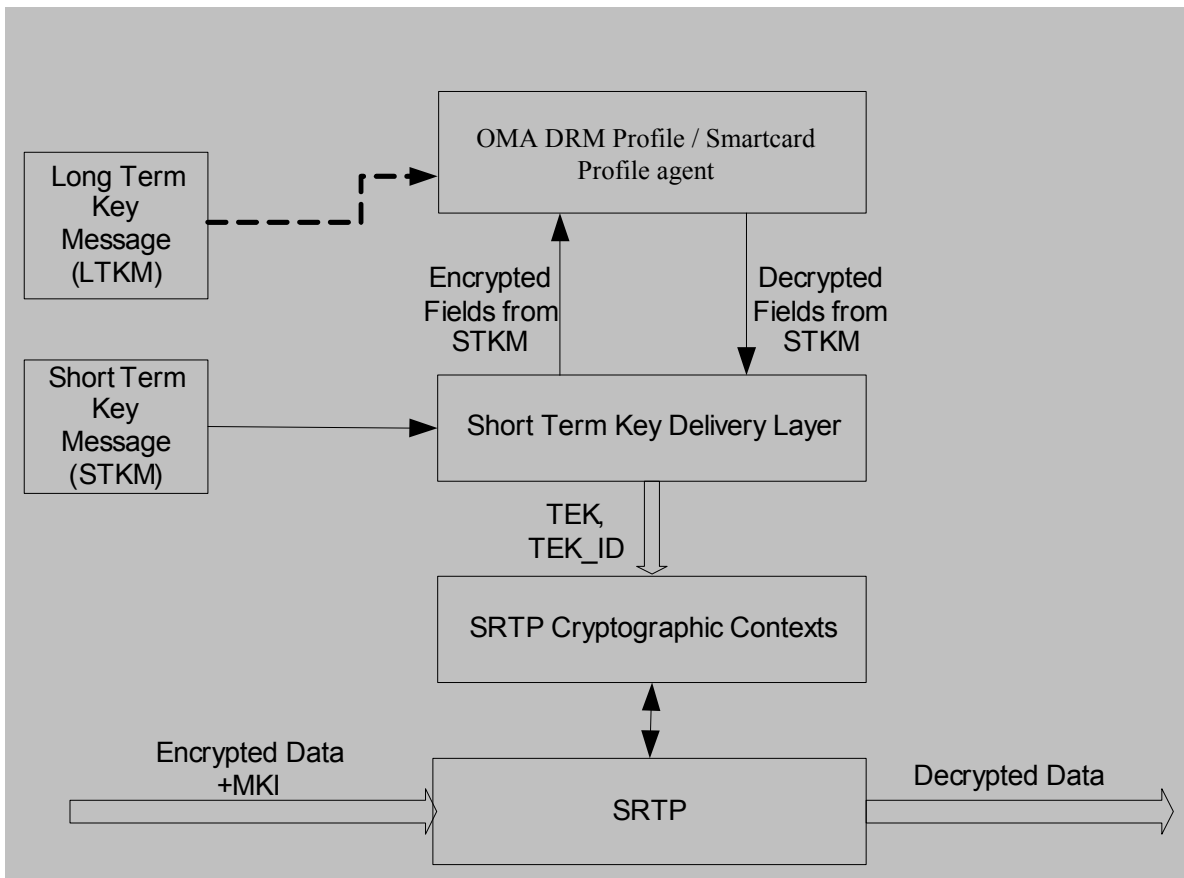 OMA DRM Profile / Smartcard
Profile agent
Long Term
Key
Message
(LTKM)
Encrypted
Fields from
STKM
Decrypted
Fields from
STKM
Short Term
Key
Message
(STKM)
Short Term Key Delivery Layer
TEK,
TEK_ID
SRTP Cryptographic Contexts
Encrypted Data
+MKI
SRTP
Decrypted Data